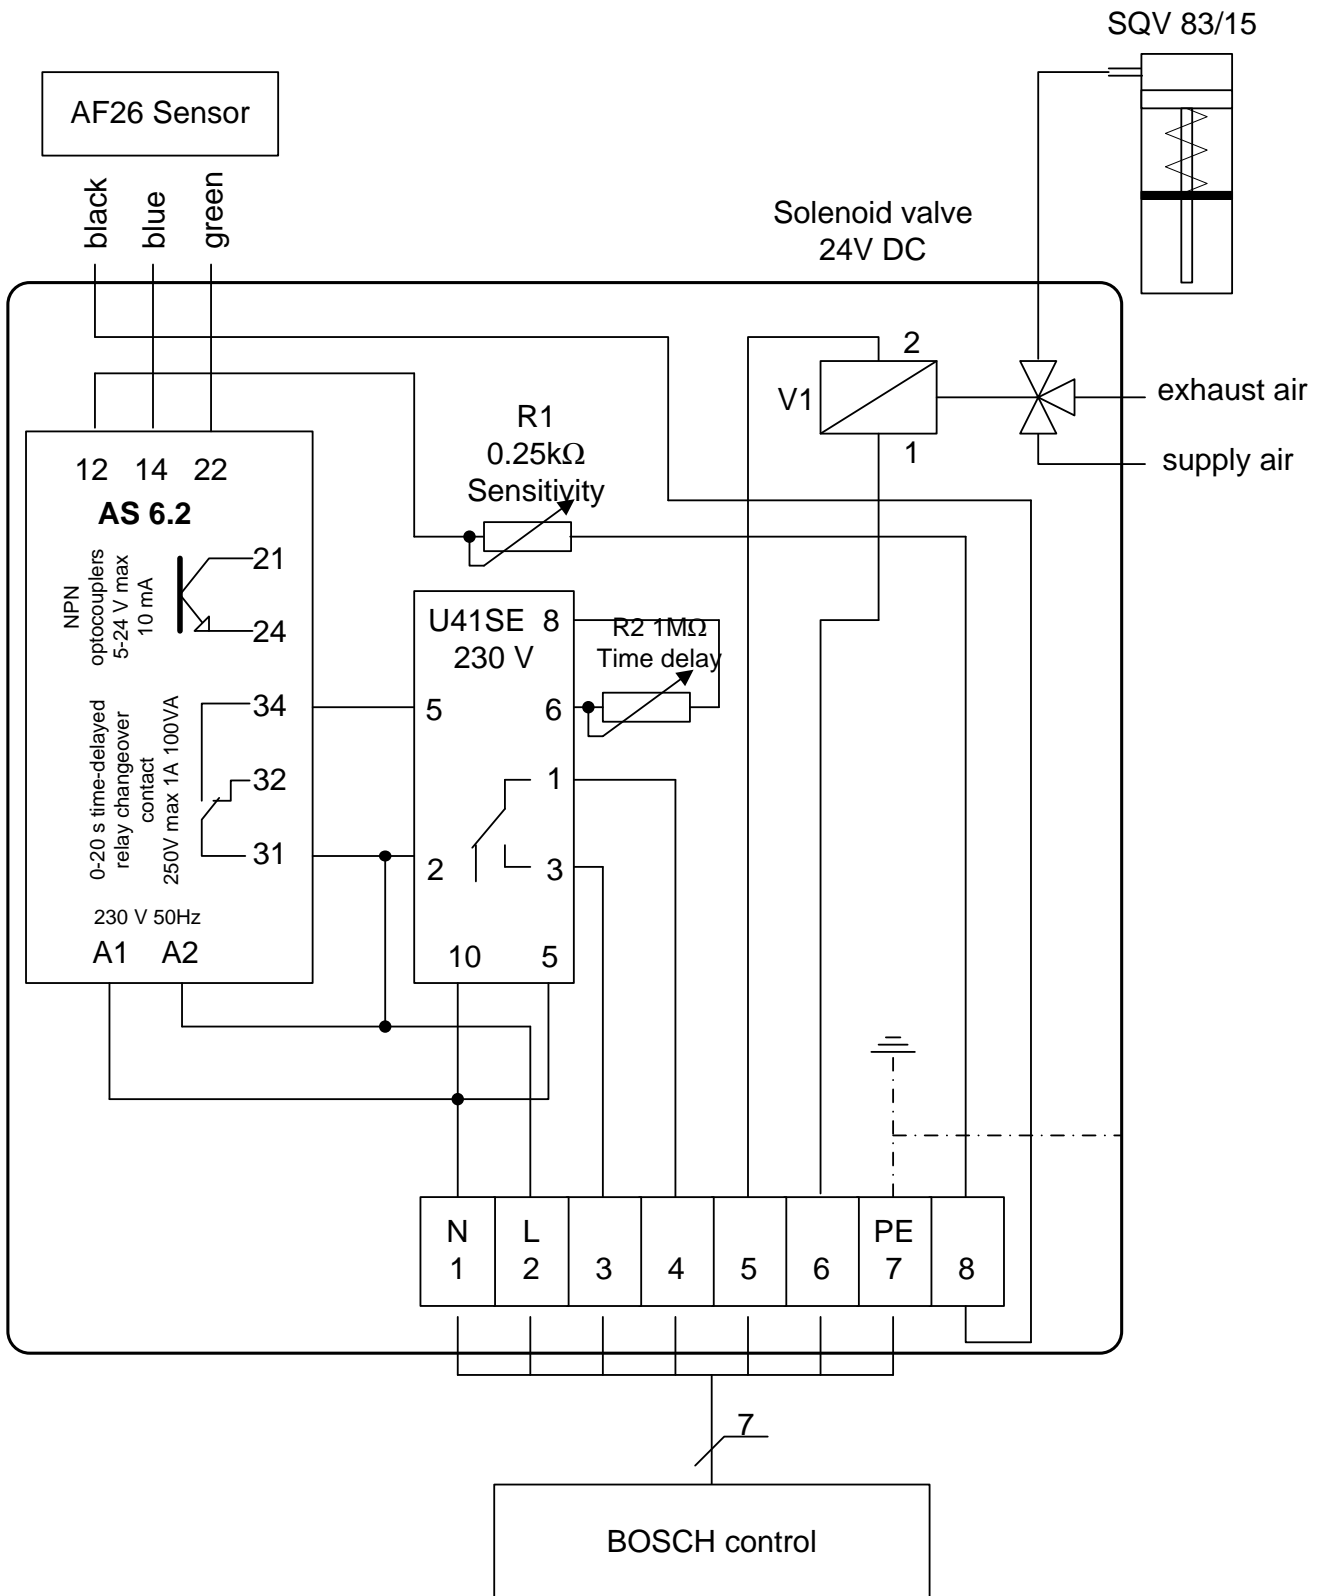 SQV 83/15
AF26 Sensor
black
blue
green
Solenoid valve
24V DC
2
V1
1
exhaust air
supply air
R1
0.25kΩ
Sensitivity
12 14 22
AS 6.2
NPN
optocouplers
5-24 V max
10 mA
21
24
0-20 s time-delayed
relay changeover
contact
250V max 1A 100VA
34
32
31
230 V 50Hz
A1 A2
U41SE 8
230 V
R2 1MΩ
Time delay
5 6
1
2 3
10 5
N L PE
1 2 3 4 5 6 7 8
7
BOSCH control